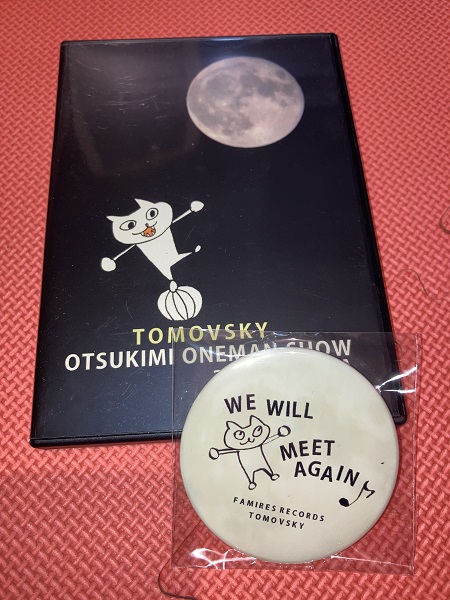 TOMOVSKY
OTSUKIMI ONEMAN SHOW
WE WILL
MEET
AGAIN
FAMIRES RECORDS
TOMOVSKY